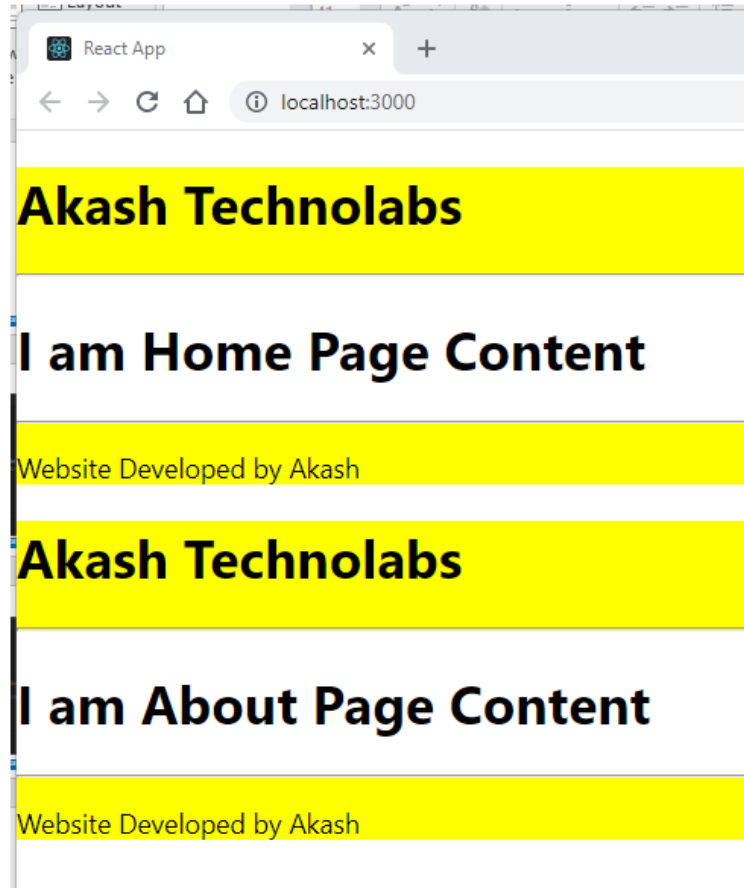 Layout
React App
localhost:3000
Akash Technolabs
I am Home Page Content
Website Developed by Akash
Akash Technolabs
I am About Page Content
Website Developed by Akash